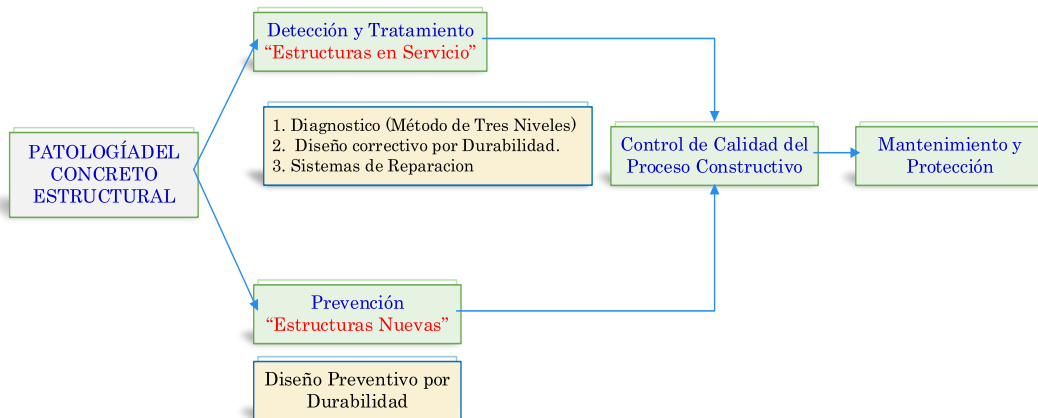 Detección y Tratamiento
“Estructuras en Servicio”
1. Diagnostico (Método de Tres Niveles)
2. Diseño correctivo por Durabilidad.
3. Sistemas de Reparacion
PATOLOGÍADEL
CONCRETO
ESTRUCTURAL
Control de Calidad del
Proceso Constructivo
Mantenimiento y
Protección
Prevención
“Estructuras Nuevas”
Diseño Preventivo por
Durabilidad